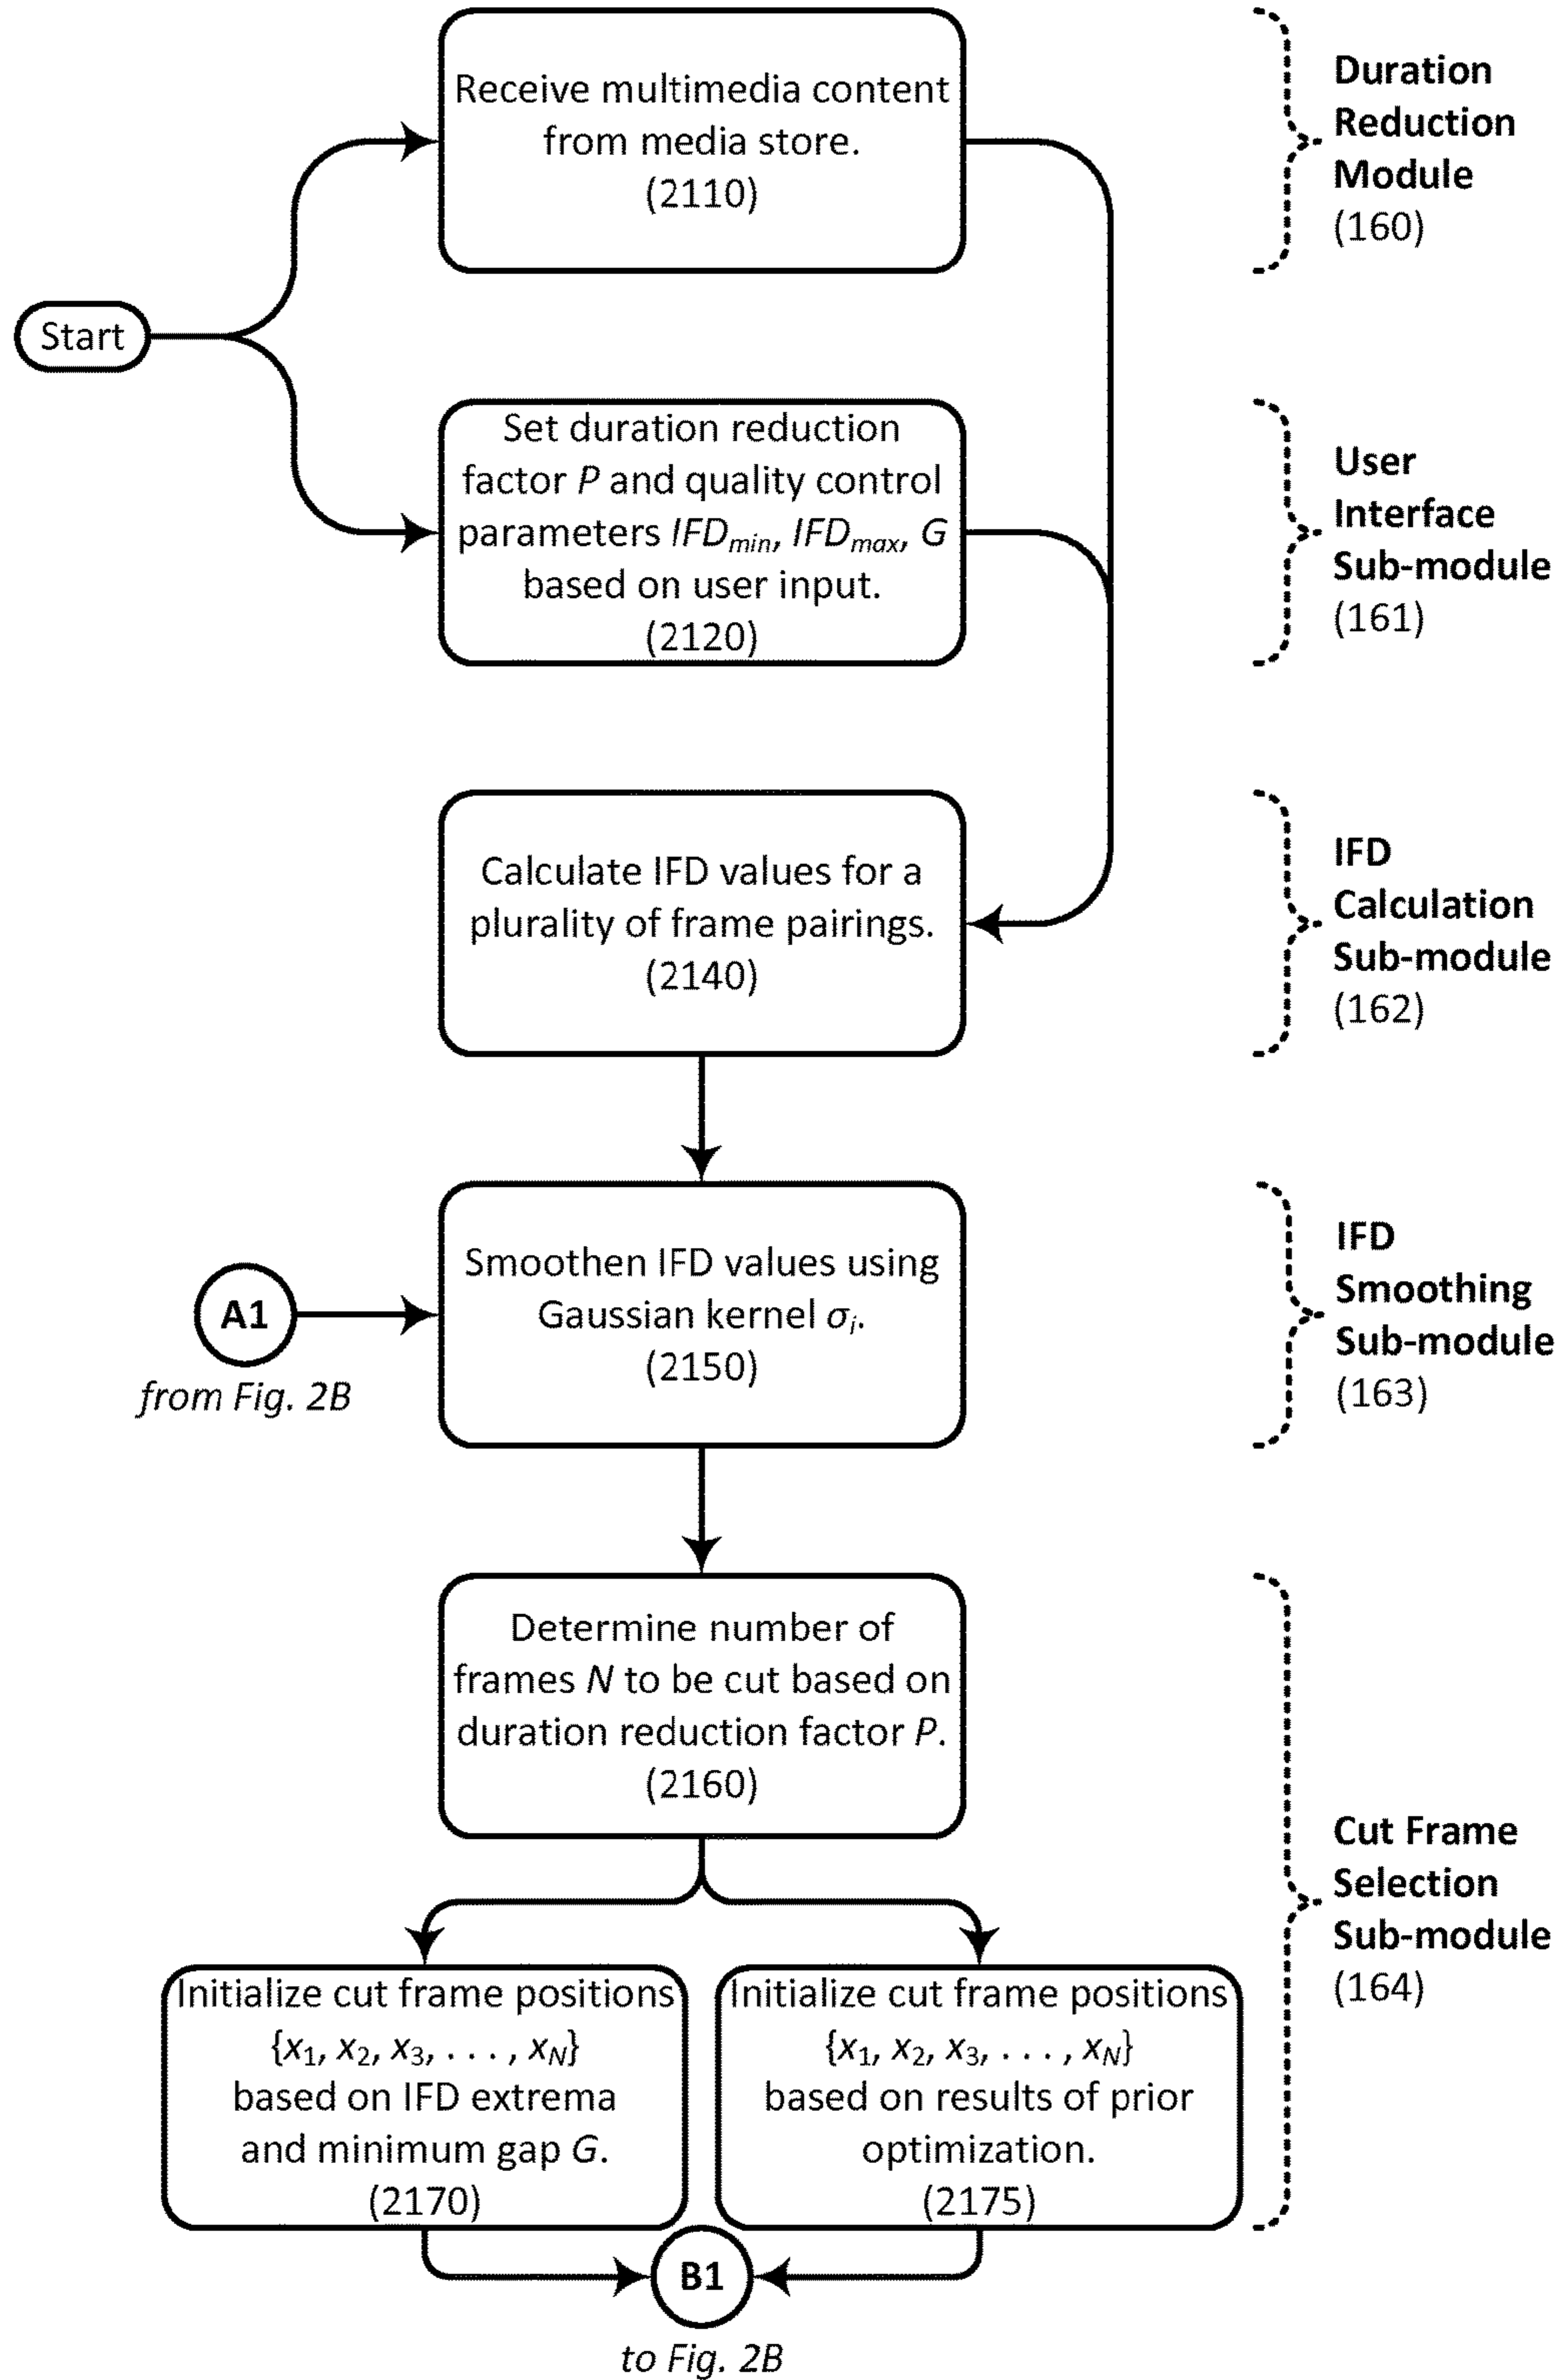 Receive multimedia content
from media store.
(2110)
Duration
Reduction
Module
(160)
Start
Set duration reduction
factor P and quality control
parameters IFDmin, IFDmax, G
based on user input.
(2120)
User
Interface
Sub-module
(161)
Calculate IFD values for a
plurality of frame pairings.
(2140)
IFD
Calculation
Sub-module
(162)
A1
from Fig. 2B
Smoothen IFD values using
Gaussian kernel σi.
(2150)
IFD
Smoothing
Sub-module
(163)
Determine number of
frames N to be cut based on
duration reduction factor P.
(2160)
Cut Frame
Selection
Sub-module
(164)
Initialize cut frame positions
{x1, x2, x3, . . . , xN}
based on IFD extrema
and minimum gap G.
(2170)
Initialize cut frame positions
{x1, x2, x3, . . . , xN}
based on results of prior
optimization.
(2175)
B1
to Fig. 2B